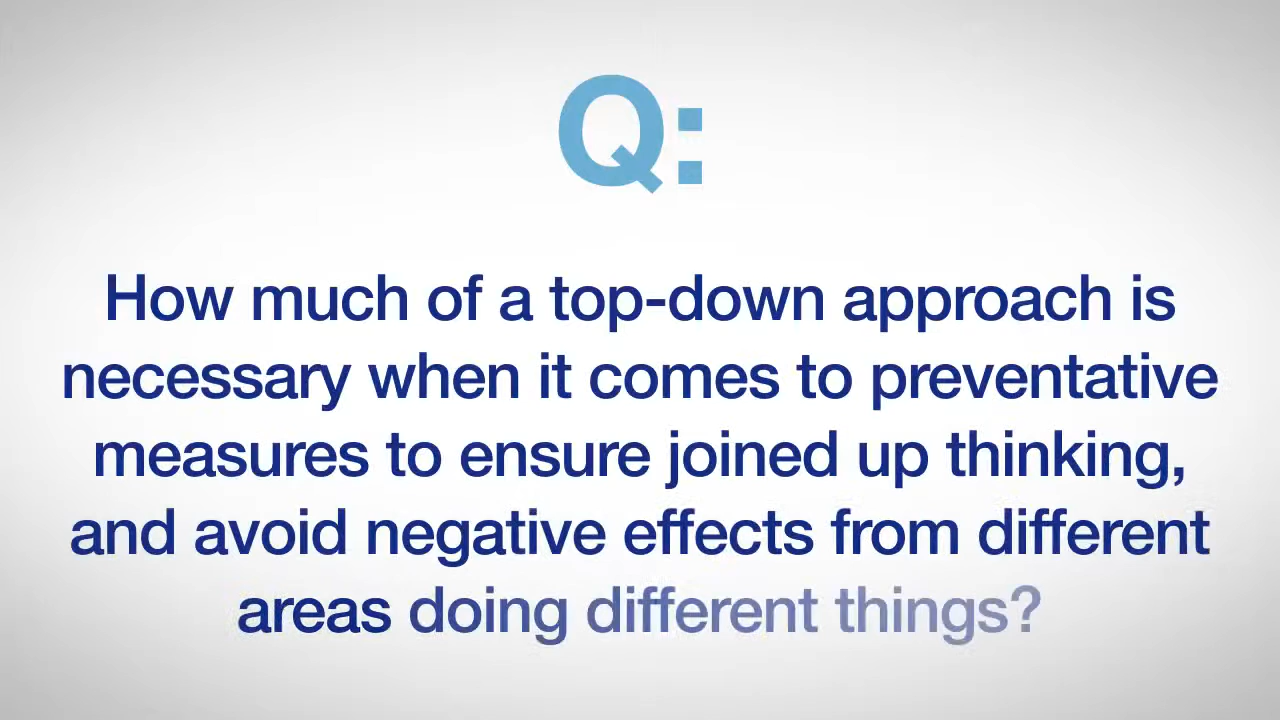 Q:
How much of a top-down approach is
necessary when it comes to preventative
measures to ensure joined up thinking,
and avoid negative effects from different
areas doing different things?